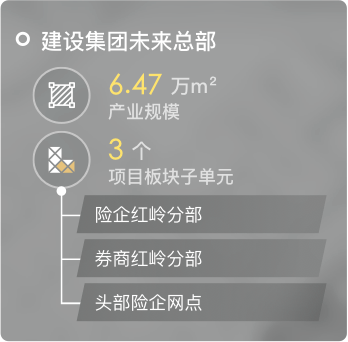 建设集团未来总部
6.47 万m²
产业规模
3 个
项目板块子单元
险企红岭分部
券商红岭分部
头部险企网点